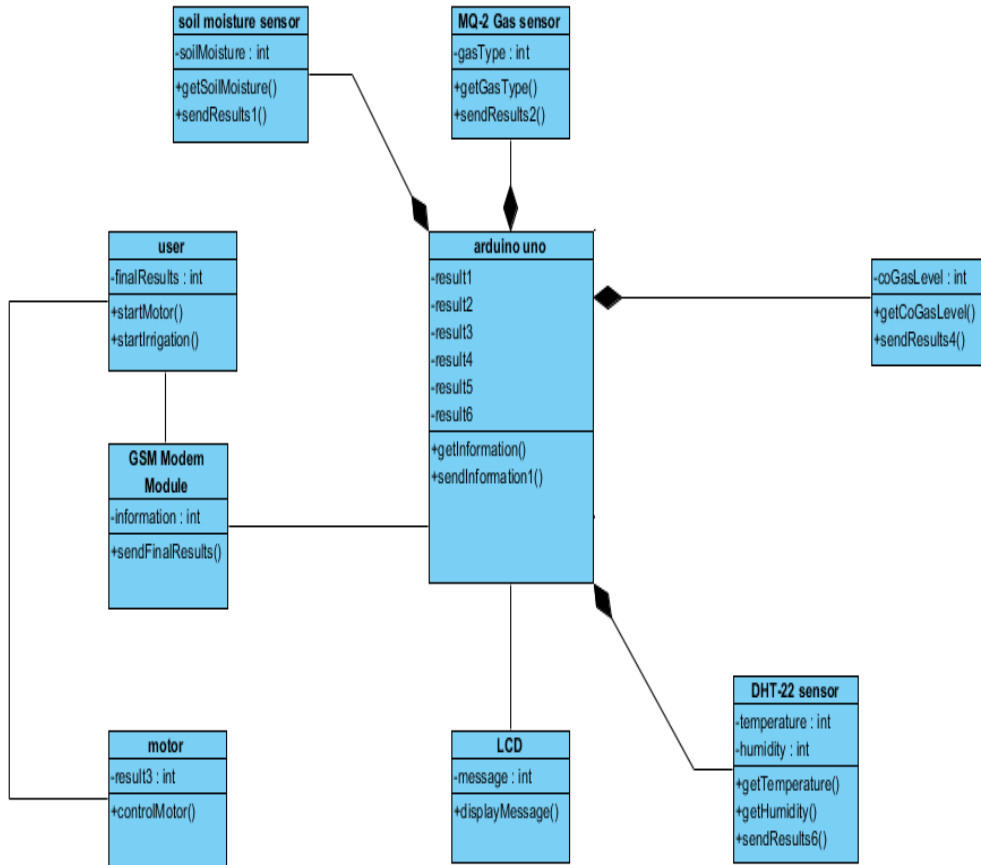 soil moisture sensor
-soilMoisture : int
+getSoilMoisture()
+sendResults1()
MQ-2 Gas sensor
-gasType : int
+getGasType()
+sendResults2()
user
-finalResults : int
+startMotor()
+startIrrigation()
arduino uno
-result1
-result2
-result3
-result4
-result5
-result6
+getInformation()
+sendInformation1()
-coGasLevel : int
+getCoGasLevel()
+sendResults4()
GSM Modem
Module
-information : int
+sendFinalResults()
motor
-result3 : int
+controlMotor()
LCD
-message : int
+displayMessage()
DHT-22 sensor
-temperature : int
-humidity : int
+getTemperature()
+getHumidity()
+sendResults6()